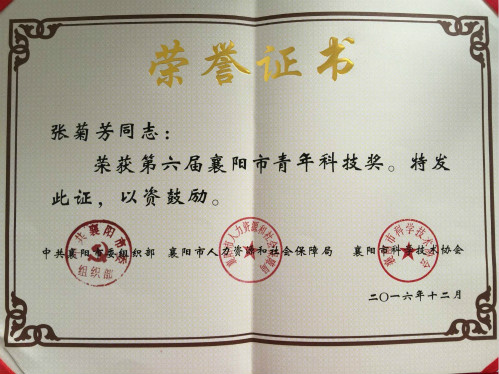 荣誉证书
张菊芳同志：
荣获第六届襄阳市青年科技奖。特发
此证，以资鼓励。
中共襄阳市委组织部 襄阳市人力资源和社会保障局 襄阳市科学技术协会
二〇一六年十二月